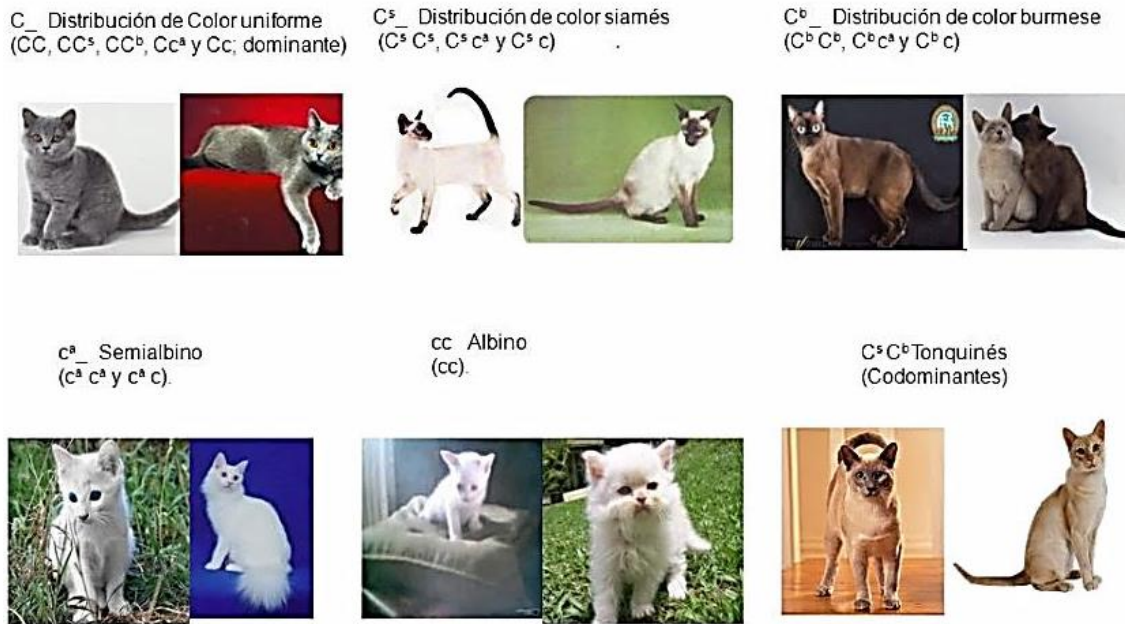 C_ Distribución de Color uniforme
(CC, CCˢ, CCᵇ, Ccᵃ y Cc; dominante)
Cˢ_ Distribución de color siamés
(Cˢ Cˢ, Cˢ cᵃ y Cˢ c) .
Cᵇ_ Distribución de color burmese
(Cᵇ Cᵇ, Cᵇ cᵃ y Cᵇ c)
cᵃ_ Semialbino
(cᵃ cᵃ y cᵃ c).
cc Albino
(cc).
Cˢ Cᵇ Tonquinés
(Codominantes)